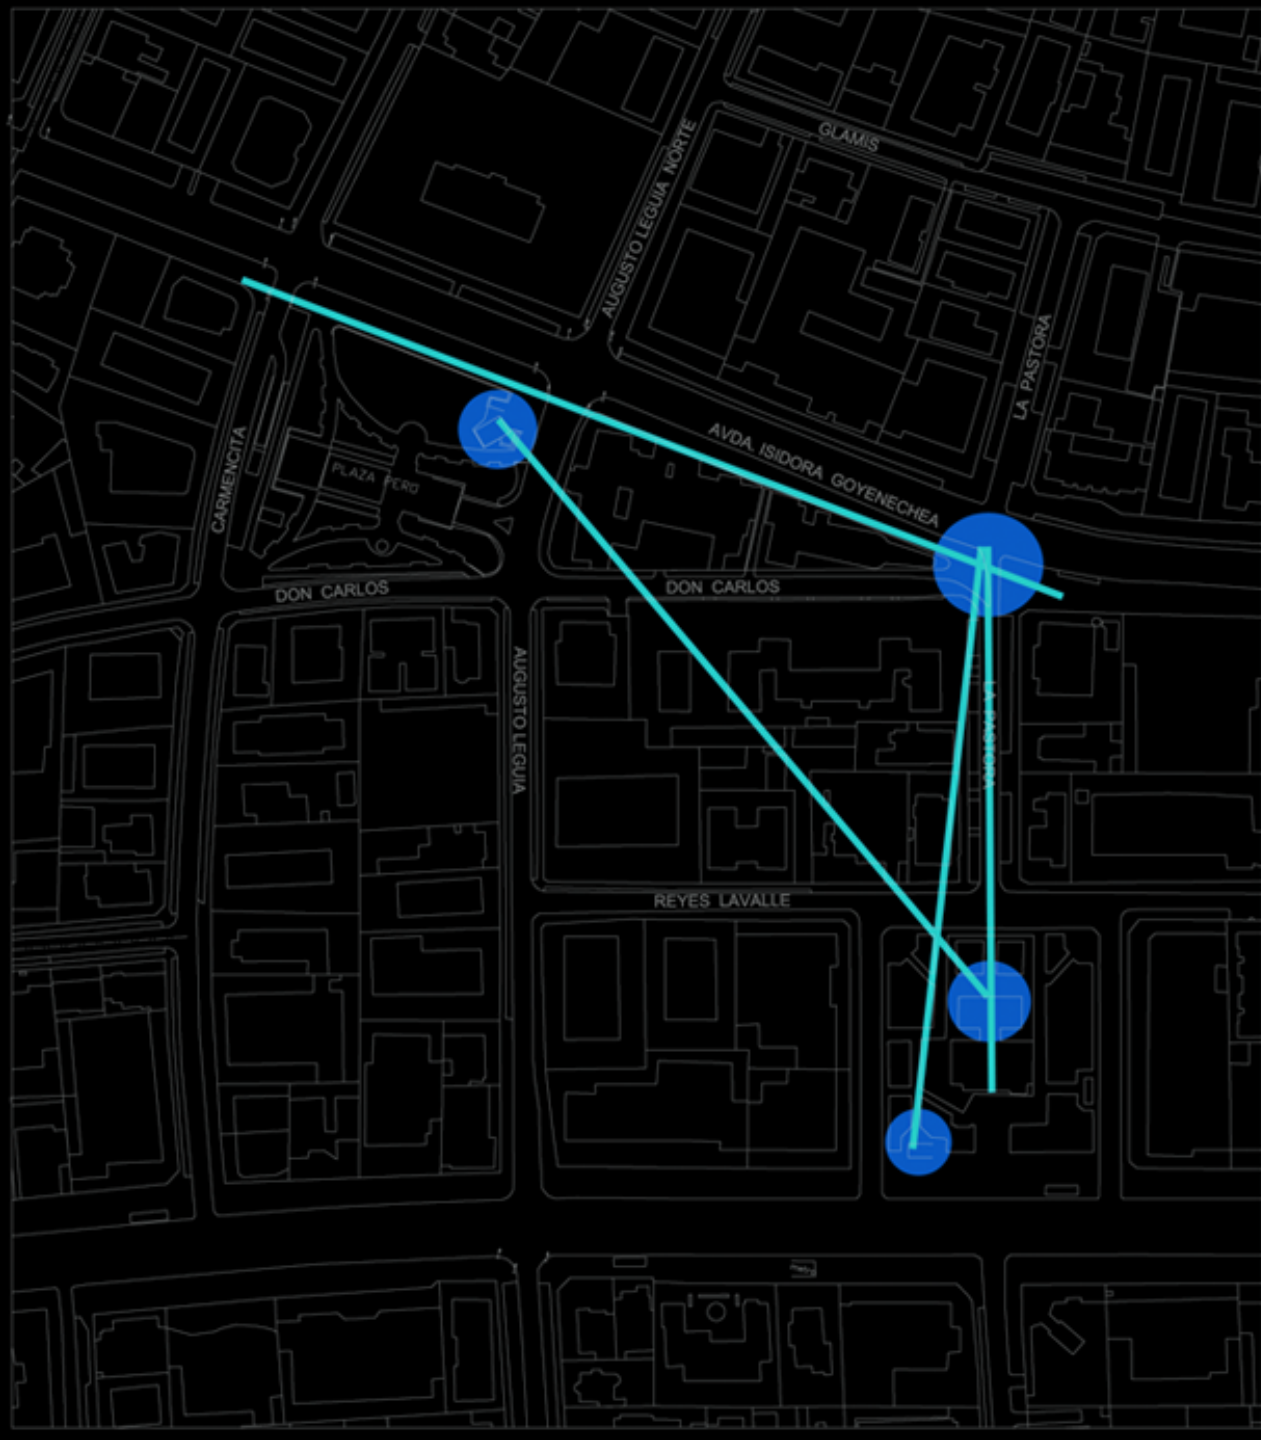 GLAMIS
AUGUSTO LEGUIA NORTE
LA PASTORA
AVDA. ISIDORA GOYENECHEA
CARMENCITA
PLAZA PERU
DON CARLOS
DON CARLOS
AUGUSTO LEGUIA
LA PASTORA
REYES LAVALLE